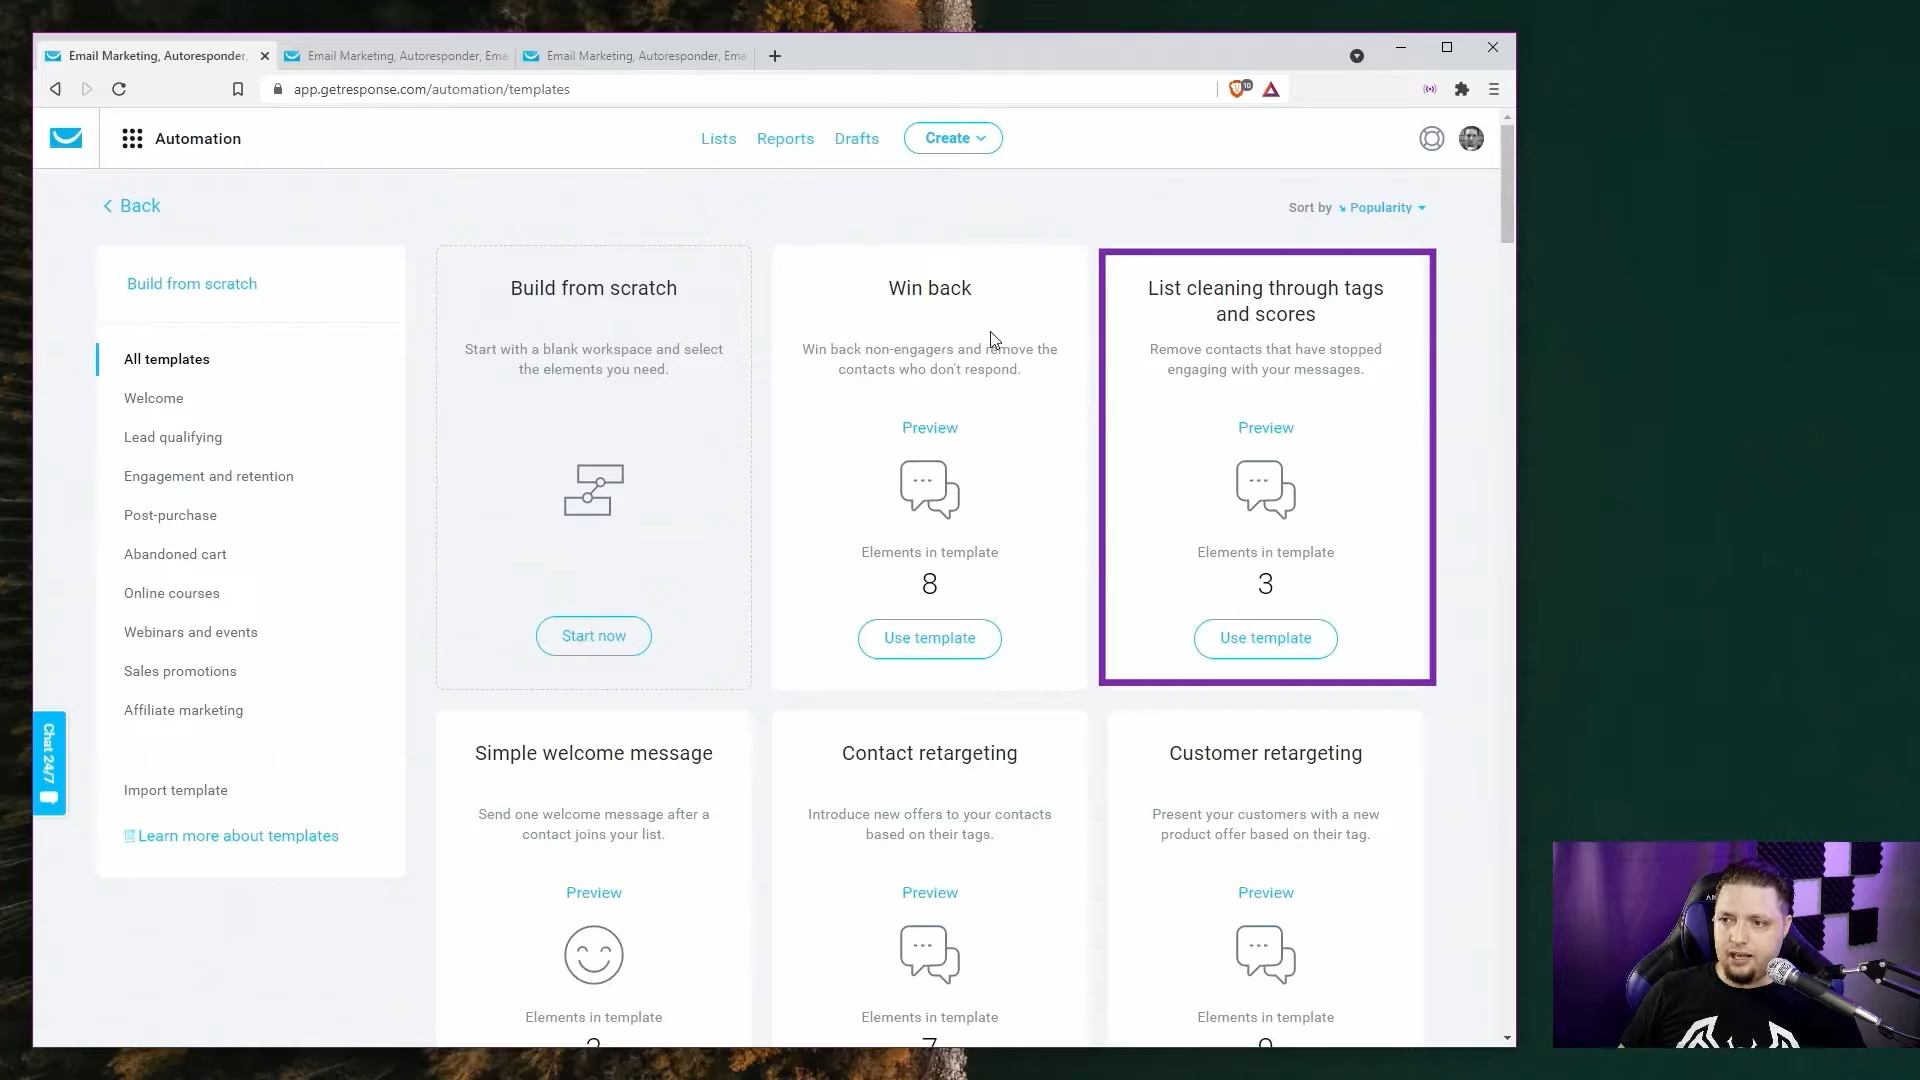 Email Marketing, Autoresponder,
Email Marketing, Autoresponder, Ema
Email Marketing, Autoresponder, Ema
app.getresponse.com/automation/templates
10
Automation
Lists
Reports
Drafts
Create
Back
Sort by
Popularity
Build from scratch
All templates
Welcome
Lead qualifying
Engagement and retention
Post-purchase
Abandoned cart
Online courses
Webinars and events
Sales promotions
Affiliate marketing
Import template
Learn more about templates
Chat 24/7
Build from scratch
Start with a blank workspace and select
the elements you need.
Start now
Win back
Win back non-engagers and remove the
contacts who don't respond.
Preview
Elements in template
8
Use template
List cleaning through tags
and scores
Remove contacts that have stopped
engaging with your messages.
Preview
Elements in template
3
Use template
Simple welcome message
Send one welcome message after a
contact joins your list.
Preview
Elements in template
Contact retargeting
Introduce new offers to your contacts
based on their tags.
Preview
Elements in template
Customer retargeting
Present your customers with a new
product offer based on their tag.
Preview
Elements in template